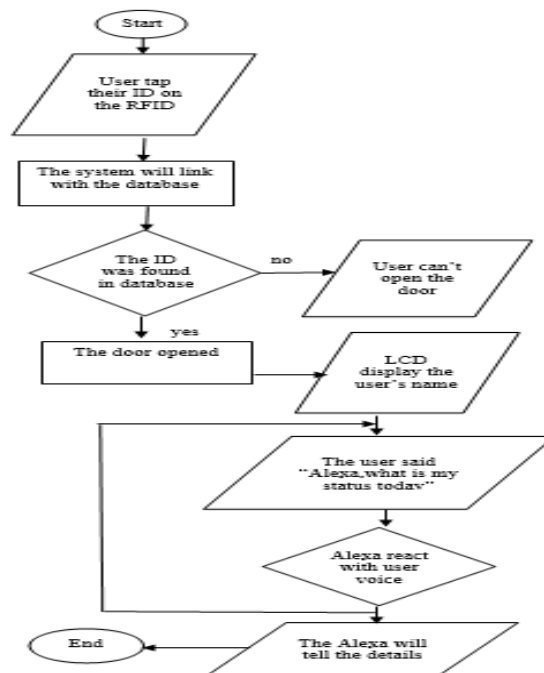 Start
User tap
their ID on
the RFID
The system will link
with the database
The ID
was found
in database
no
User can't
open the
door
yes
The door opened
LCD
display the
user's name
The user said
"Alexa,what is my
status today"
Alexa react
with user
voice
The Alexa will
tell the details
End